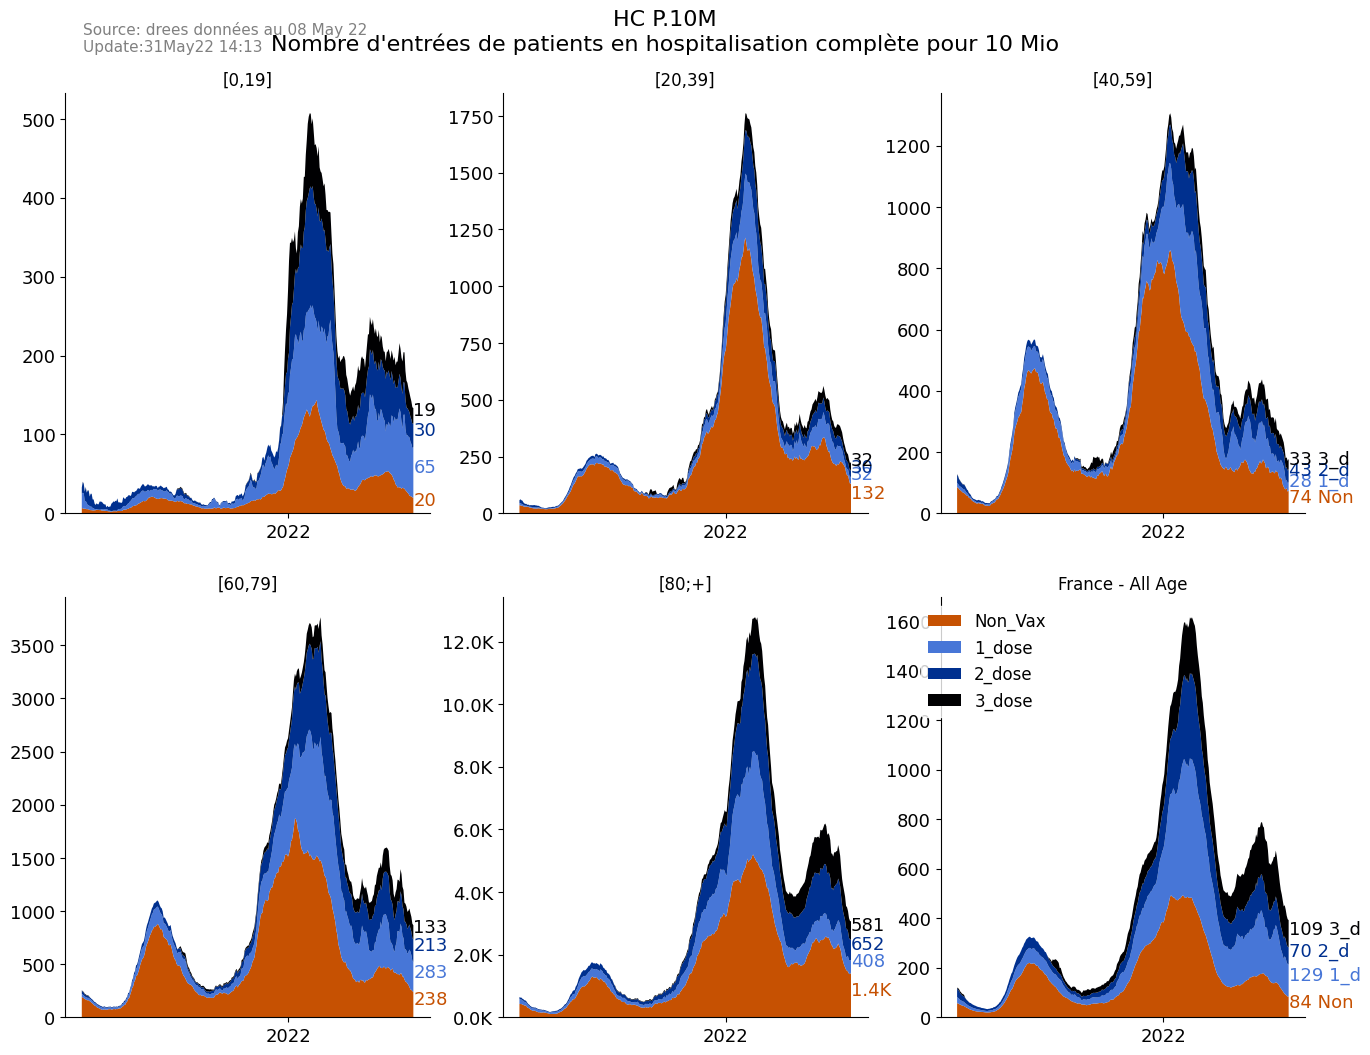 HC P.10M
Source: drees données au 08 May 22
Update:31May22 14:13
Nombre d'entrées de patients en hospitalisation complète pour 10 Mio
[0,19]
500
400
300
200
100
0
2022
19
30
65
20
[20,39]
1750
1500
1250
1000
750
500
250
0
2022
32
32
132
[40,59]
1200
1000
800
600
400
200
0
2022
33 3_d
43 2_d
28 1_d
74 Non
[60,79]
3500
3000
2500
2000
1500
1000
500
0
2022
133
213
283
238
[80;+]
12.0K
10.0K
8.0K
6.0K
4.0K
2.0K
0.0K
2022
581
652
408
1.4K
France - All Age
1600
1400
1200
1000
800
600
400
200
0
2022
Non_Vax
1_dose
2_dose
3_dose
109 3_d
70 2_d
129 1_d
84 Non